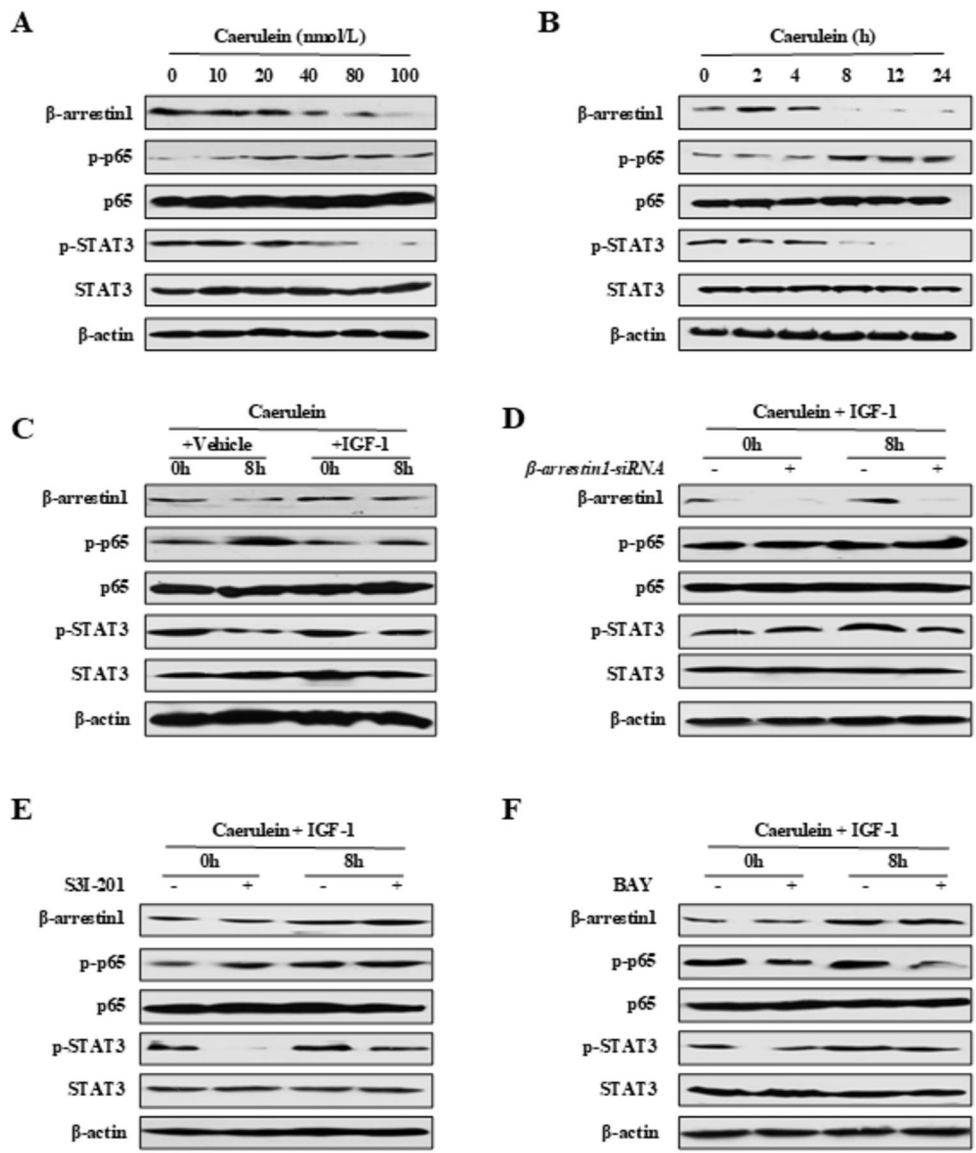 A
Caerulein (nmol/L)
0 10 20 40 80 100
β-arrestin1
p-p65
p65
p-STAT3
STAT3
β-actin
B
Caerulein (h)
0 2 4 8 12 24
β-arrestin1
p-p65
p65
p-STAT3
STAT3
β-actin
C
Caerulein
+Vehicle +IGF-1
0h 8h 0h 8h
β-arrestin1
p-p65
p65
p-STAT3
STAT3
β-actin
D
Caerulein + IGF-1
0h 8h
β-arrestin1-siRNA - + - +
β-arrestin1
p-p65
p65
p-STAT3
STAT3
β-actin
E
Caerulein + IGF-1
0h 8h
S3I-201 - + - +
β-arrestin1
p-p65
p65
p-STAT3
STAT3
β-actin
F
Caerulein + IGF-1
0h 8h
BAY - + - +
β-arrestin1
p-p65
p65
p-STAT3
STAT3
β-actin